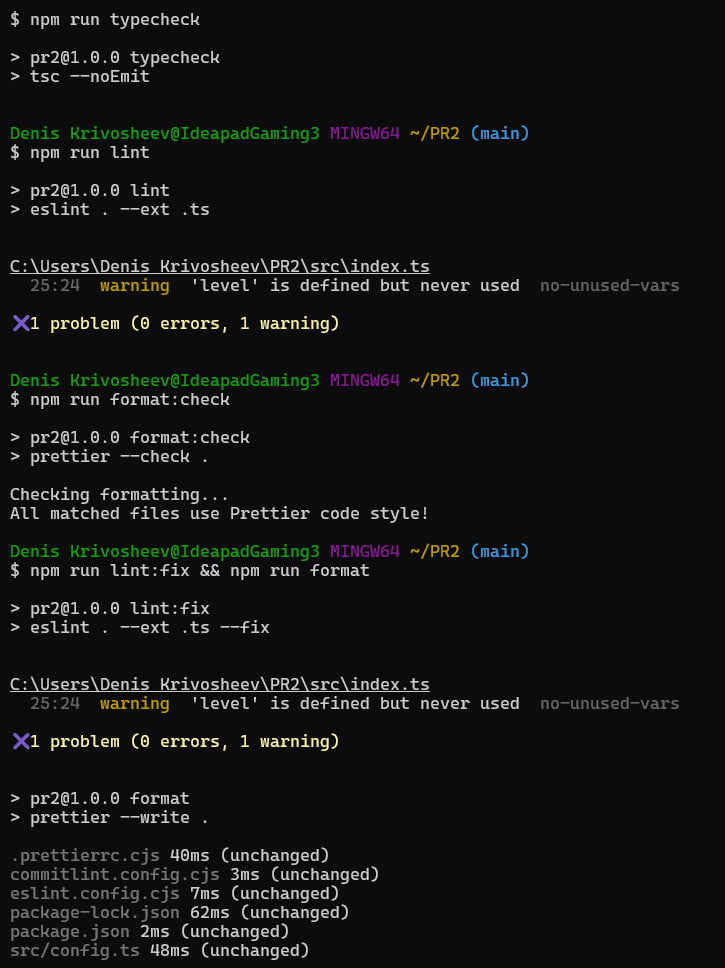 $ npm run typecheck
> pr2@1.0.0 typecheck
> tsc --noEmit
Denis Krivosheev@IdeapadGaming3 MINGW64 ~/PR2 (main)
$ npm run lint
> pr2@1.0.0 lint
> eslint . --ext .ts
C:\Users\Denis Krivosheev\PR2\src\index.ts
25:24 warning 'level' is defined but never used no-unused-vars
✖1 problem (0 errors, 1 warning)
Denis Krivosheev@IdeapadGaming3 MINGW64 ~/PR2 (main)
$ npm run format:check
> pr2@1.0.0 format:check
> prettier --check .
Checking formatting...
All matched files use Prettier code style!
Denis Krivosheev@IdeapadGaming3 MINGW64 ~/PR2 (main)
$ npm run lint:fix && npm run format
> pr2@1.0.0 lint:fix
> eslint . --ext .ts --fix
C:\Users\Denis Krivosheev\PR2\src\index.ts
25:24 warning 'level' is defined but never used no-unused-vars
✖1 problem (0 errors, 1 warning)
> pr2@1.0.0 format
> prettier --write .
.prettierrc.cjs 40ms (unchanged)
commitlint.config.cjs 3ms (unchanged)
eslint.config.cjs 7ms (unchanged)
package-lock.json 62ms (unchanged)
package.json 2ms (unchanged)
src/config.ts 48ms (unchanged)